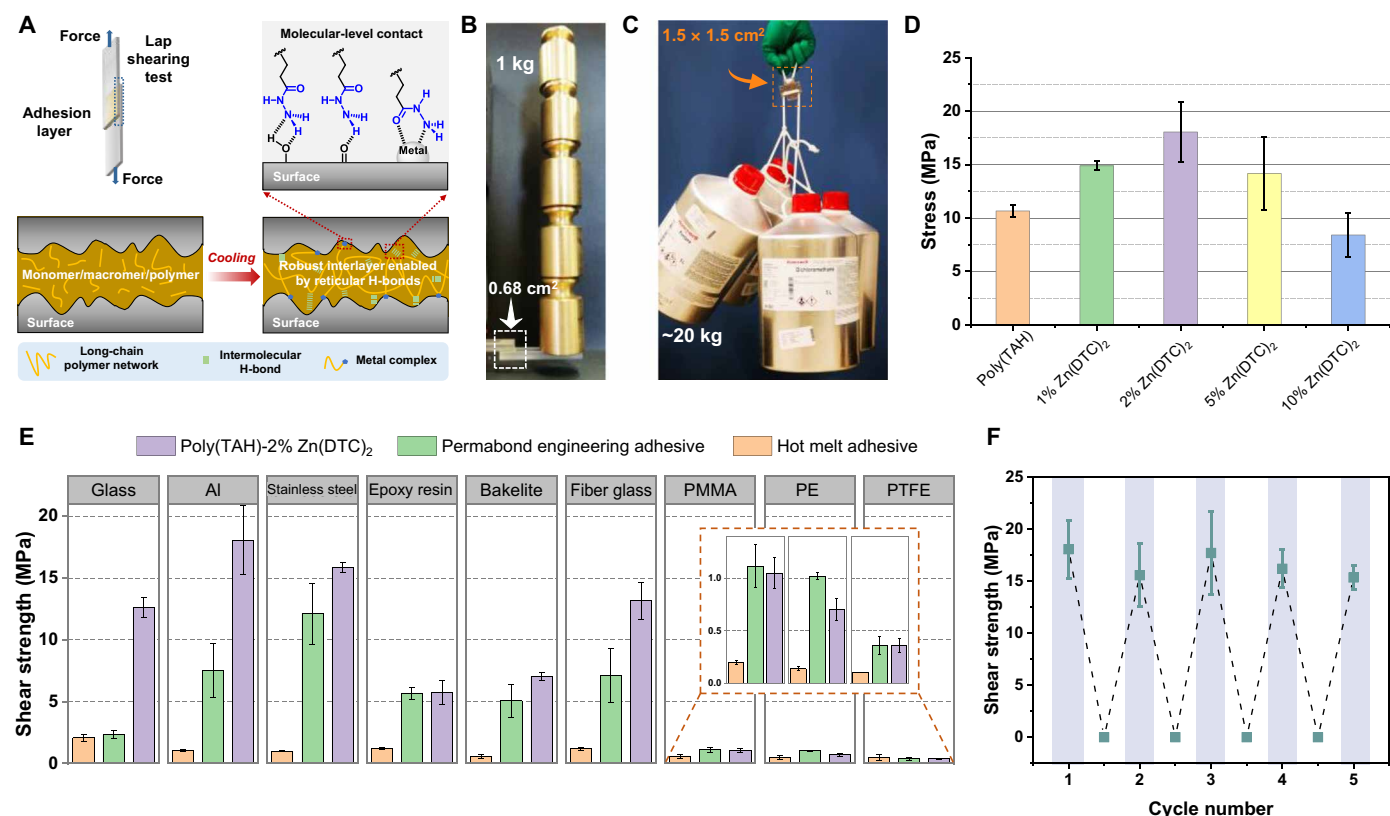 A
Force
Lap
shearing
test
Adhesion
layer
Force
Molecular-level contact
O
H
N
N
H
H
H
O
O
H
N
N
H
H
O
N
H
O
N
H
H
Metal
Surface
Monomer/macromer/polymer
Surface
Cooling
Robust interlayer enabled
by reticular H-bonds
Surface
Long-chain
polymer network
Intermolecular
H-bond
Metal complex
B
1 kg
0.68 cm²
C
1.5 × 1.5 cm²
~20 kg
D
Stress (MPa)
25
20
15
10
5
0
Poly(TAH)
1% Zn(DTC)₂
2% Zn(DTC)₂
5% Zn(DTC)₂
10% Zn(DTC)₂
E
Poly(TAH)-2% Zn(DTC)₂
Permabond engineering adhesive
Hot melt adhesive
Glass
Al
Stainless steel
Epoxy resin
Bakelite
Fiber glass
PMMA
PE
PTFE
Shear strength (MPa)
20
15
10
5
0
1.0
0.5
0.0
F
Shear strength (MPa)
25
20
15
10
5
0
1
2
3
4
5
Cycle number